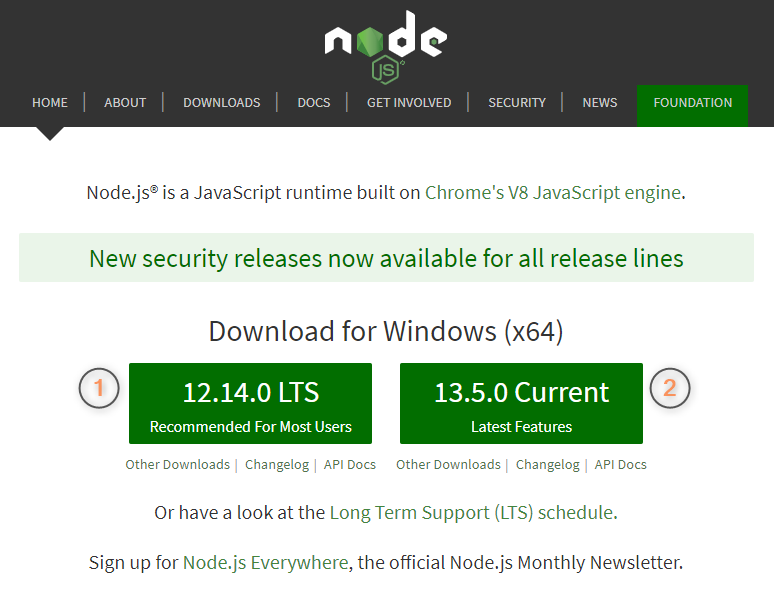 node
JS
HOME | ABOUT | DOWNLOADS | DOCS | GET INVOLVED | SECURITY | NEWS FOUNDATION
Node.js® is a JavaScript runtime built on Chrome's V8 JavaScript engine.
New security releases now available for all release lines
Download for Windows (x64)
1 12.14.0 LTS 13.5.0 Current 2
Recommended For Most Users Latest Features
Other Downloads | Changelog | API Docs Other Downloads | Changelog | API Docs
Or have a look at the Long Term Support (LTS) schedule.
Sign up for Node.js Everywhere, the official Node.js Monthly Newsletter.